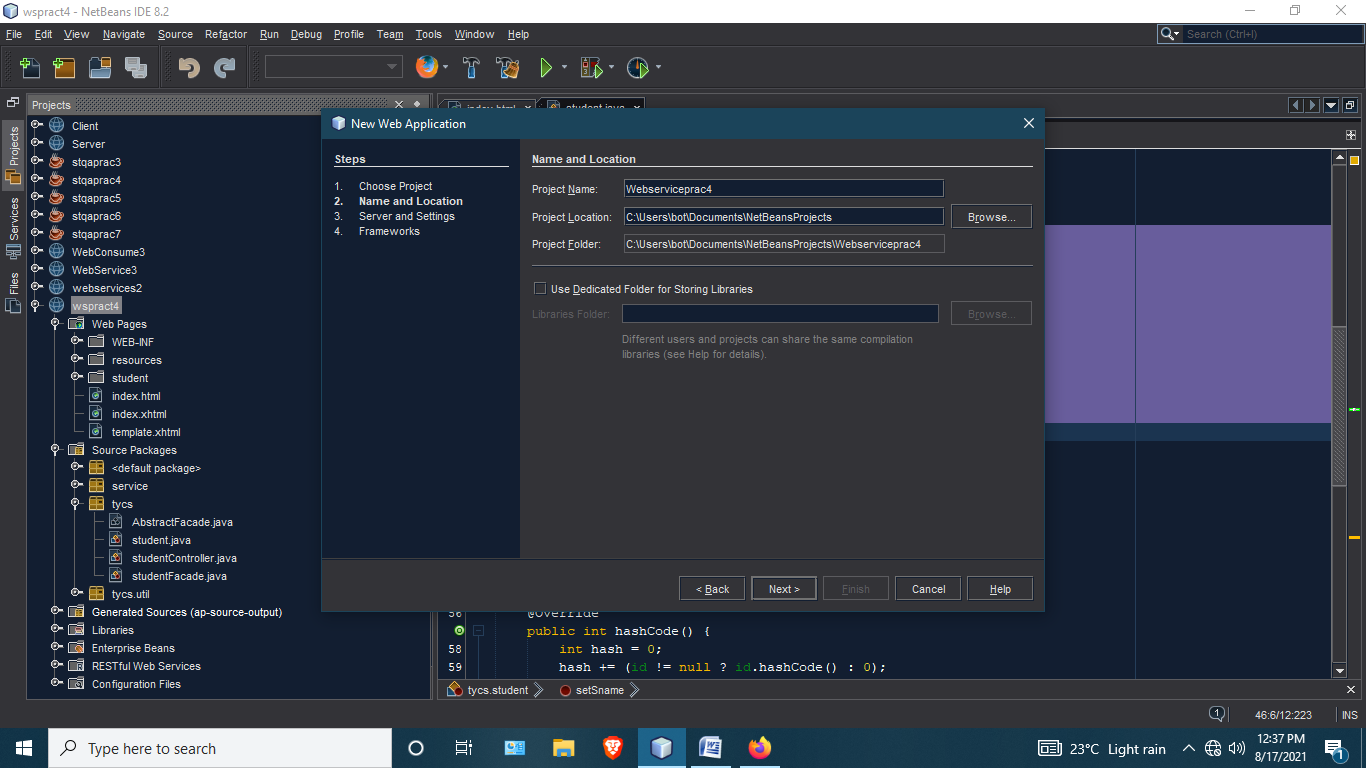 wspract4 - NetBeans IDE 8.2
File Edit View Navigate Source Refactor Run Debug Profile Team Tools Window Help
Search (Ctrl+I)
Projects
Services
Files
Projects
Client
Server
stqaprac3
stqaprac4
stqaprac5
stqaprac6
stqaprac7
WebConsume3
WebService3
webservices2
wspract4
Web Pages
WEB-INF
resources
student
index.html
index.xhtml
template.xhtml
Source Packages
<default package>
service
tycs
AbstractFacade.java
student.java
studentController.java
studentFacade.java
tycs.util
Generated Sources (ap-source-output)
Libraries
Enterprise Beans
RESTful Web Services
Configuration Files
index.html student.java
New Web Application
Steps
1. Choose Project
2. Name and Location
3. Server and Settings
4. Frameworks
Name and Location
Project Name: Webserviceprac4
Project Location: C:\Users\bot\Documents\NetBeansProjects Browse...
Project Folder: C:\Users\bot\Documents\NetBeansProjects\Webserviceprac4
Use Dedicated Folder for Storing Libraries
Libraries Folder: Browse...
Different users and projects can share the same compilation
libraries (see Help for details).
< Back Next > Finish Cancel Help
56 @Override
public int hashCode() {
58 int hash = 0;
59 hash += (id != null ? id.hashCode() : 0);
tycs.student setSname
1 46:6/12:223 INS
Type here to search
23°C Light rain
12:37 PM
8/17/2021
1